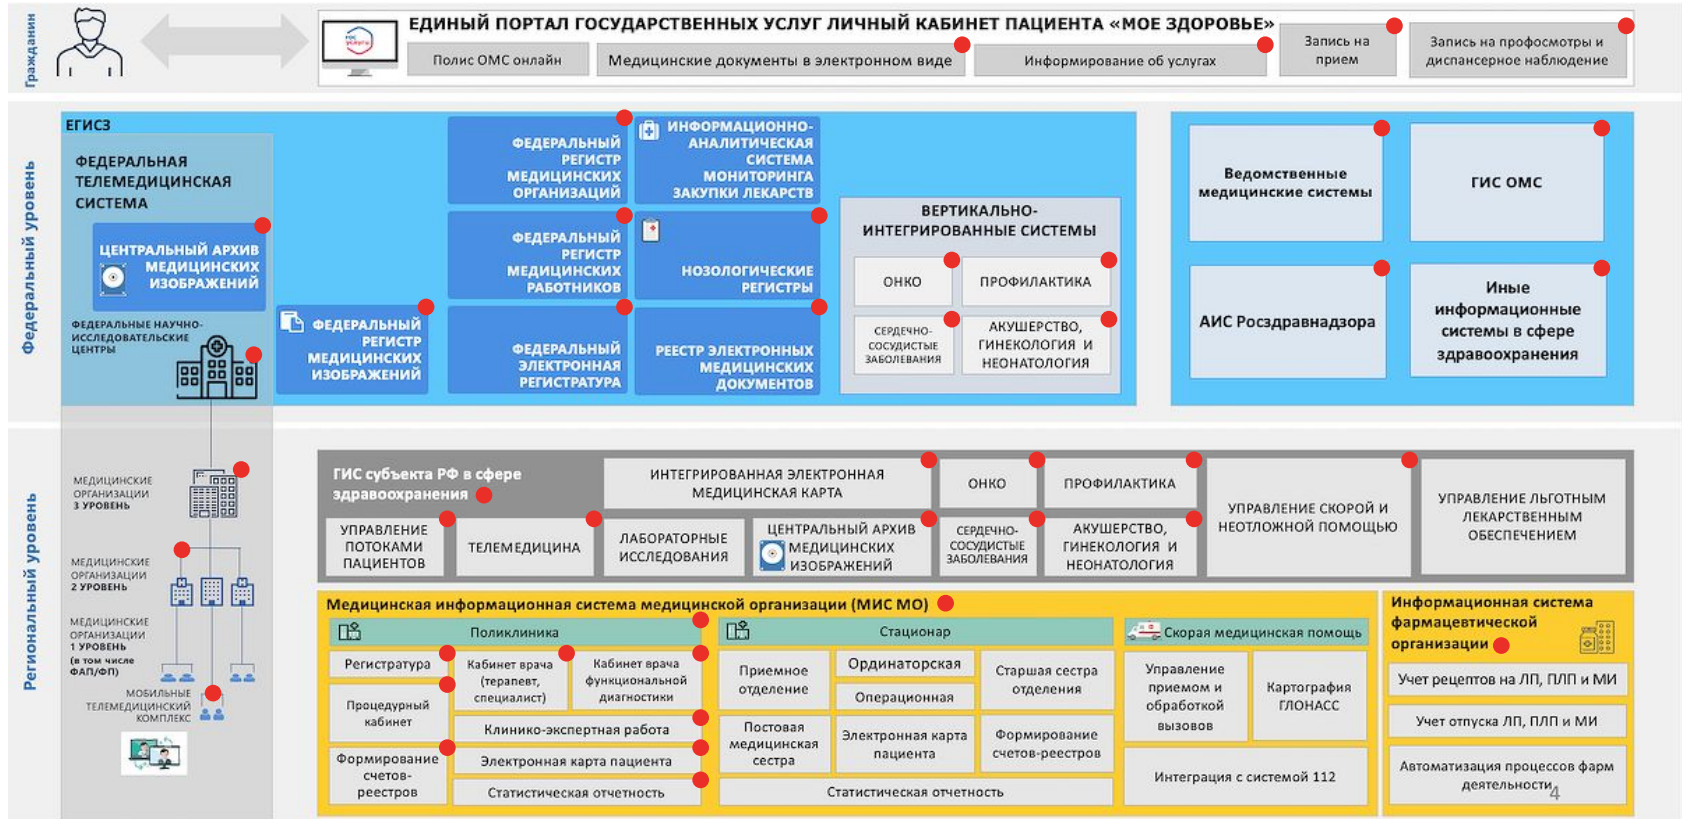 Гражданин
гос
услуги
ЕДИНЫЙ ПОРТАЛ ГОСУДАРСТВЕННЫХ УСЛУГ ЛИЧНЫЙ КАБИНЕТ ПАЦИЕНТА «МОЕ ЗДОРОВЬЕ»
Полис ОМС онлайн
Медицинские документы в электронном виде
Информирование об услугах
Запись на
прием
Запись на профосмотры и
диспансерное наблюдение
Федеральный уровень
ЕГИСЗ
ФЕДЕРАЛЬНАЯ
ТЕЛЕМЕДИЦИНСКАЯ
СИСТЕМА
ЦЕНТРАЛЬНЫЙ АРХИВ
МЕДИЦИНСКИХ
ИЗОБРАЖЕНИЙ
ФЕДЕРАЛЬНЫЕ НАУЧНО-
ИССЛЕДОВАТЕЛЬСКИЕ
ЦЕНТРЫ
ФЕДЕРАЛЬНЫЙ
РЕГИСТР
МЕДИЦИНСКИХ
ИЗОБРАЖЕНИЙ
ФЕДЕРАЛЬНЫЙ
РЕГИСТР
МЕДИЦИНСКИХ
ОРГАНИЗАЦИЙ
ФЕДЕРАЛЬНЫЙ
РЕГИСТР
МЕДИЦИНСКИХ
РАБОТНИКОВ
ФЕДЕРАЛЬНЫЙ
ЭЛЕКТРОННАЯ
РЕГИСТРАТУРА
ИНФОРМАЦИОННО-
АНАЛИТИЧЕСКАЯ
СИСТЕМА
МОНИТОРИНГА
ЗАКУПКИ ЛЕКАРСТВ
НОЗОЛОГИЧЕСКИЕ
РЕГИСТРЫ
РЕЕСТР ЭЛЕКТРОННЫХ
МЕДИЦИНСКИХ
ДОКУМЕНТОВ
ВЕРТИКАЛЬНО-
ИНТЕГРИРОВАННЫЕ СИСТЕМЫ
ОНКО
ПРОФИЛАКТИКА
СЕРДЕЧНО-
СОСУДИСТЫЕ
ЗАБОЛЕВАНИЯ
АКУШЕРСТВО,
ГИНЕКОЛОГИЯ И
НЕОНАТОЛОГИЯ
Ведомственные
медицинские системы
ГИС ОМС
АИС Росздравнадзора
Иные
информационные
системы в сфере
здравоохранения
Региональный уровень
МЕДИЦИНСКИЕ
ОРГАНИЗАЦИИ
3 УРОВЕНЬ
МЕДИЦИНСКИЕ
ОРГАНИЗАЦИИ
2 УРОВЕНЬ
МЕДИЦИНСКИЕ
ОРГАНИЗАЦИИ
1 УРОВЕНЬ
(в том числе
ФАП/ФП)
МОБИЛЬНЫЕ
ТЕЛЕМЕДИЦИНСКИЙ
КОМПЛЕКС
ГИС субъекта РФ в сфере
здравоохранения
ИНТЕГРИРОВАННАЯ ЭЛЕКТРОННАЯ
МЕДИЦИНСКАЯ КАРТА
ОНКО
ПРОФИЛАКТИКА
УПРАВЛЕНИЕ СКОРОЙ И
НЕОТЛОЖНОЙ ПОМОЩЬЮ
УПРАВЛЕНИЕ ЛЬГОТНЫМ
ЛЕКАРСТВЕННЫМ
ОБЕСПЕЧЕНИЕМ
УПРАВЛЕНИЕ
ПОТОКАМИ
ПАЦИЕНТОВ
ТЕЛЕМЕДИЦИНА
ЛАБОРАТОРНЫЕ
ИССЛЕДОВАНИЯ
ЦЕНТРАЛЬНЫЙ АРХИВ
МЕДИЦИНСКИХ
ИЗОБРАЖЕНИЙ
СЕРДЕЧНО-
СОСУДИСТЫЕ
ЗАБОЛЕВАНИЯ
АКУШЕРСТВО,
ГИНЕКОЛОГИЯ И
НЕОНАТОЛОГИЯ
Медицинская информационная система медицинской организации (МИС МО)
Поликлиника
Регистратура
Процедурный
кабинет
Формирование
счетов-
реестров
Кабинет врача
(терапевт,
специалист)
Кабинет врача
функциональной
диагностики
Клинико-экспертная работа
Электронная карта пациента
Статистическая отчетность
Стационар
Приемное
отделение
Ординаторская
Операционная
Старшая сестра
отделения
Постовая
медицинская
сестра
Электронная карта
пациента
Формирование
счетов-реестров
Статистическая отчетность
Скорая медицинская помощь
Управление
приемом и
обработкой
вызовов
Картография
ГЛОНАСС
Интеграция с системой 112
Информационная система
фармацевтической
организации
Учет рецептов на ЛП, ПЛП и МИ
Учет отпуска ЛП, ПЛП и МИ
Автоматизация процессов фарм
деятельности
4